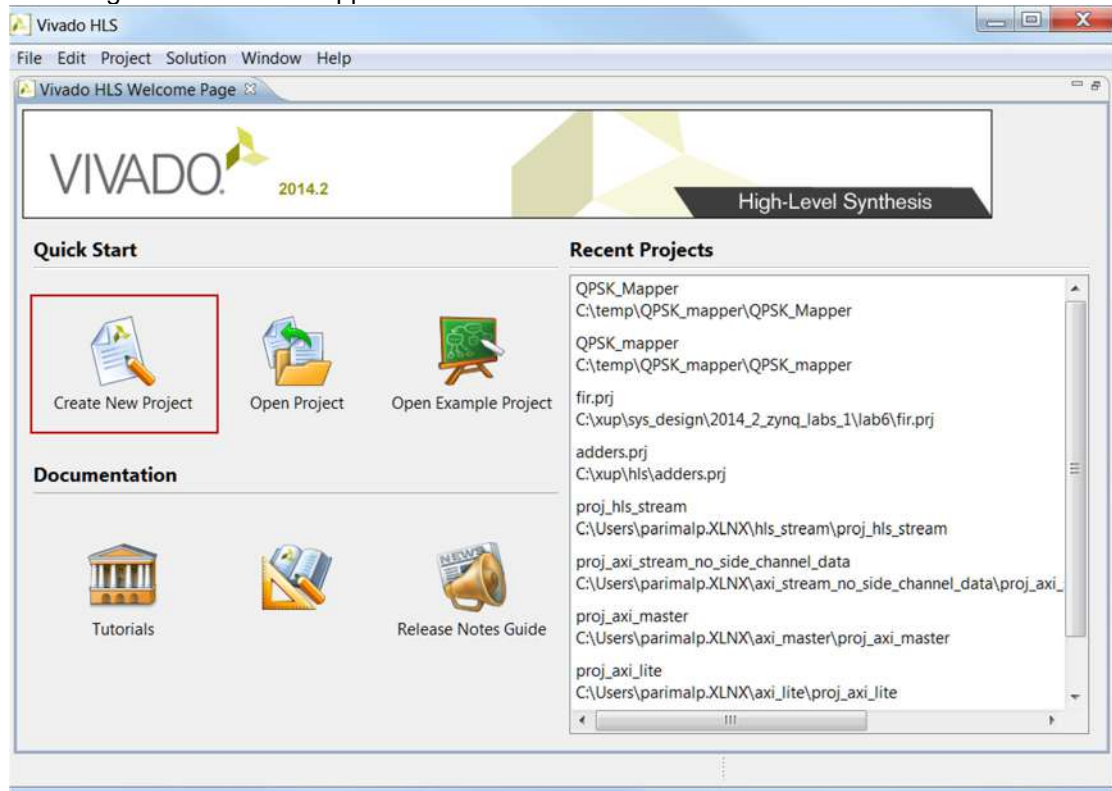 Vivado HLS
File Edit Project Solution Window Help
Vivado HLS Welcome Page
VIVADO. 2014.2
High-Level Synthesis
Quick Start
Create New Project
Open Project
Open Example Project
Documentation
Tutorials
NEWS
Release Notes Guide
Recent Projects
QPSK_Mapper
C:\temp\QPSK_mapper\QPSK_Mapper
QPSK_mapper
C:\temp\QPSK_mapper\QPSK_mapper
fir.prj
C:\xup\sys_design\2014_2_zynq_labs_1\lab6\fir.prj
adders.prj
C:\xup\hls\adders.prj
proj_hls_stream
C:\Users\parimalp.XLNX\hls_stream\proj_hls_stream
proj_axi_stream_no_side_channel_data
C:\Users\parimalp.XLNX\axi_stream_no_side_channel_data\proj_axi_
proj_axi_master
C:\Users\parimalp.XLNX\axi_master\proj_axi_master
proj_axi_lite
C:\Users\parimalp.XLNX\axi_lite\proj_axi_lite